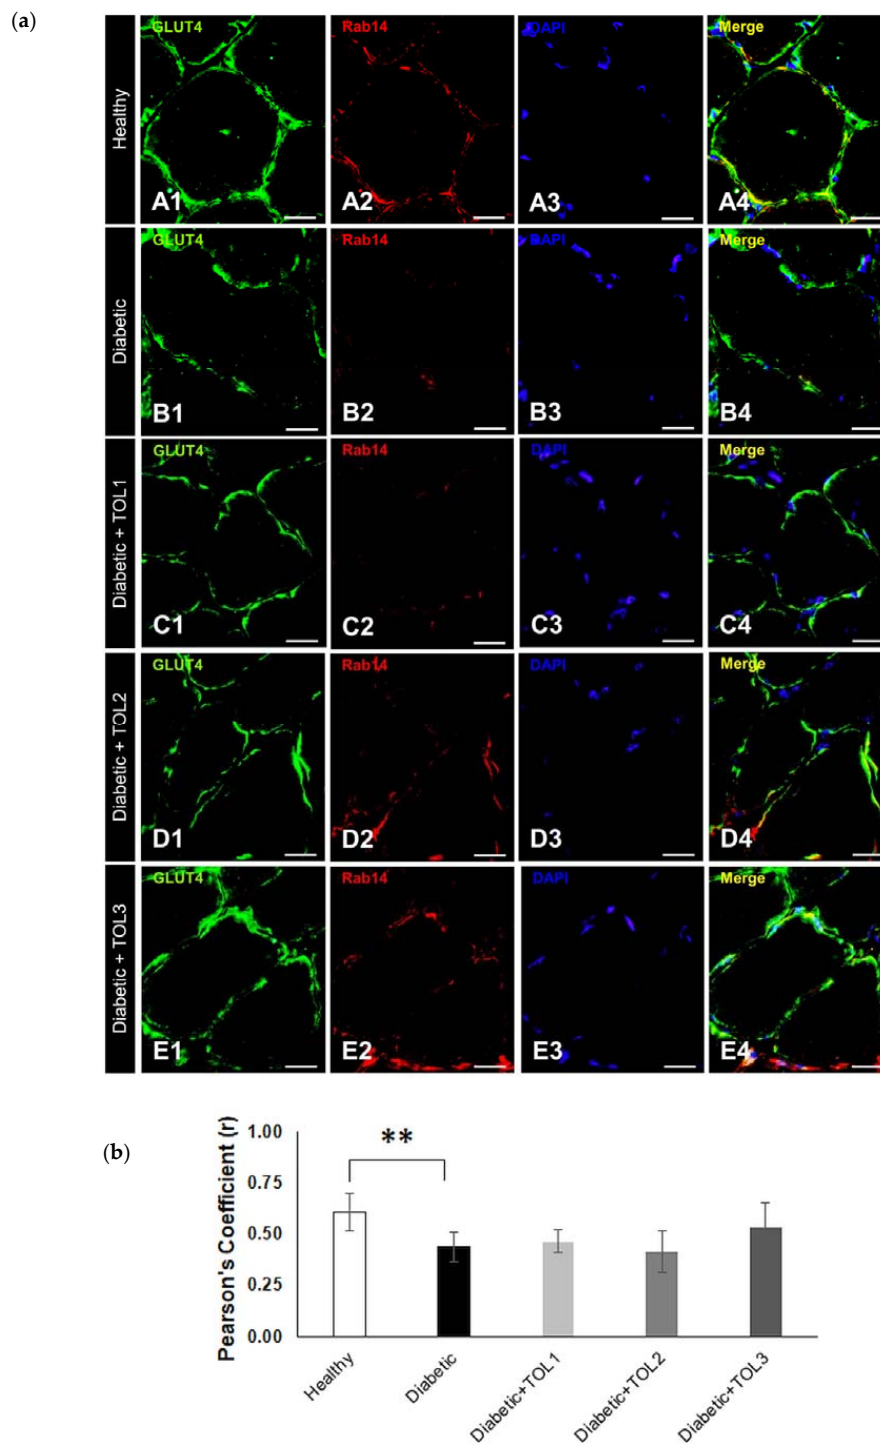 (a)
GLUT4 Rab14 DAPI Merge
Healthy
A1 A2 A3 A4
GLUT4 Rab14 DAPI Merge
Diabetic
B1 B2 B3 B4
GLUT4 Rab14 DAPI Merge
Diabetic + TOL1
C1 C2 C3 C4
GLUT4 Rab14 DAPI Merge
Diabetic + TOL2
D1 D2 D3 D4
GLUT4 Rab14 DAPI Merge
Diabetic + TOL3
E1 E2 E3 E4
(b)
Pearson's Coefficient (r)
1.00
**
0.75
0.50
0.25
0.00
Healthy
Diabetic
Diabetic+TOL1
Diabetic+TOL2
Diabetic+TOL3